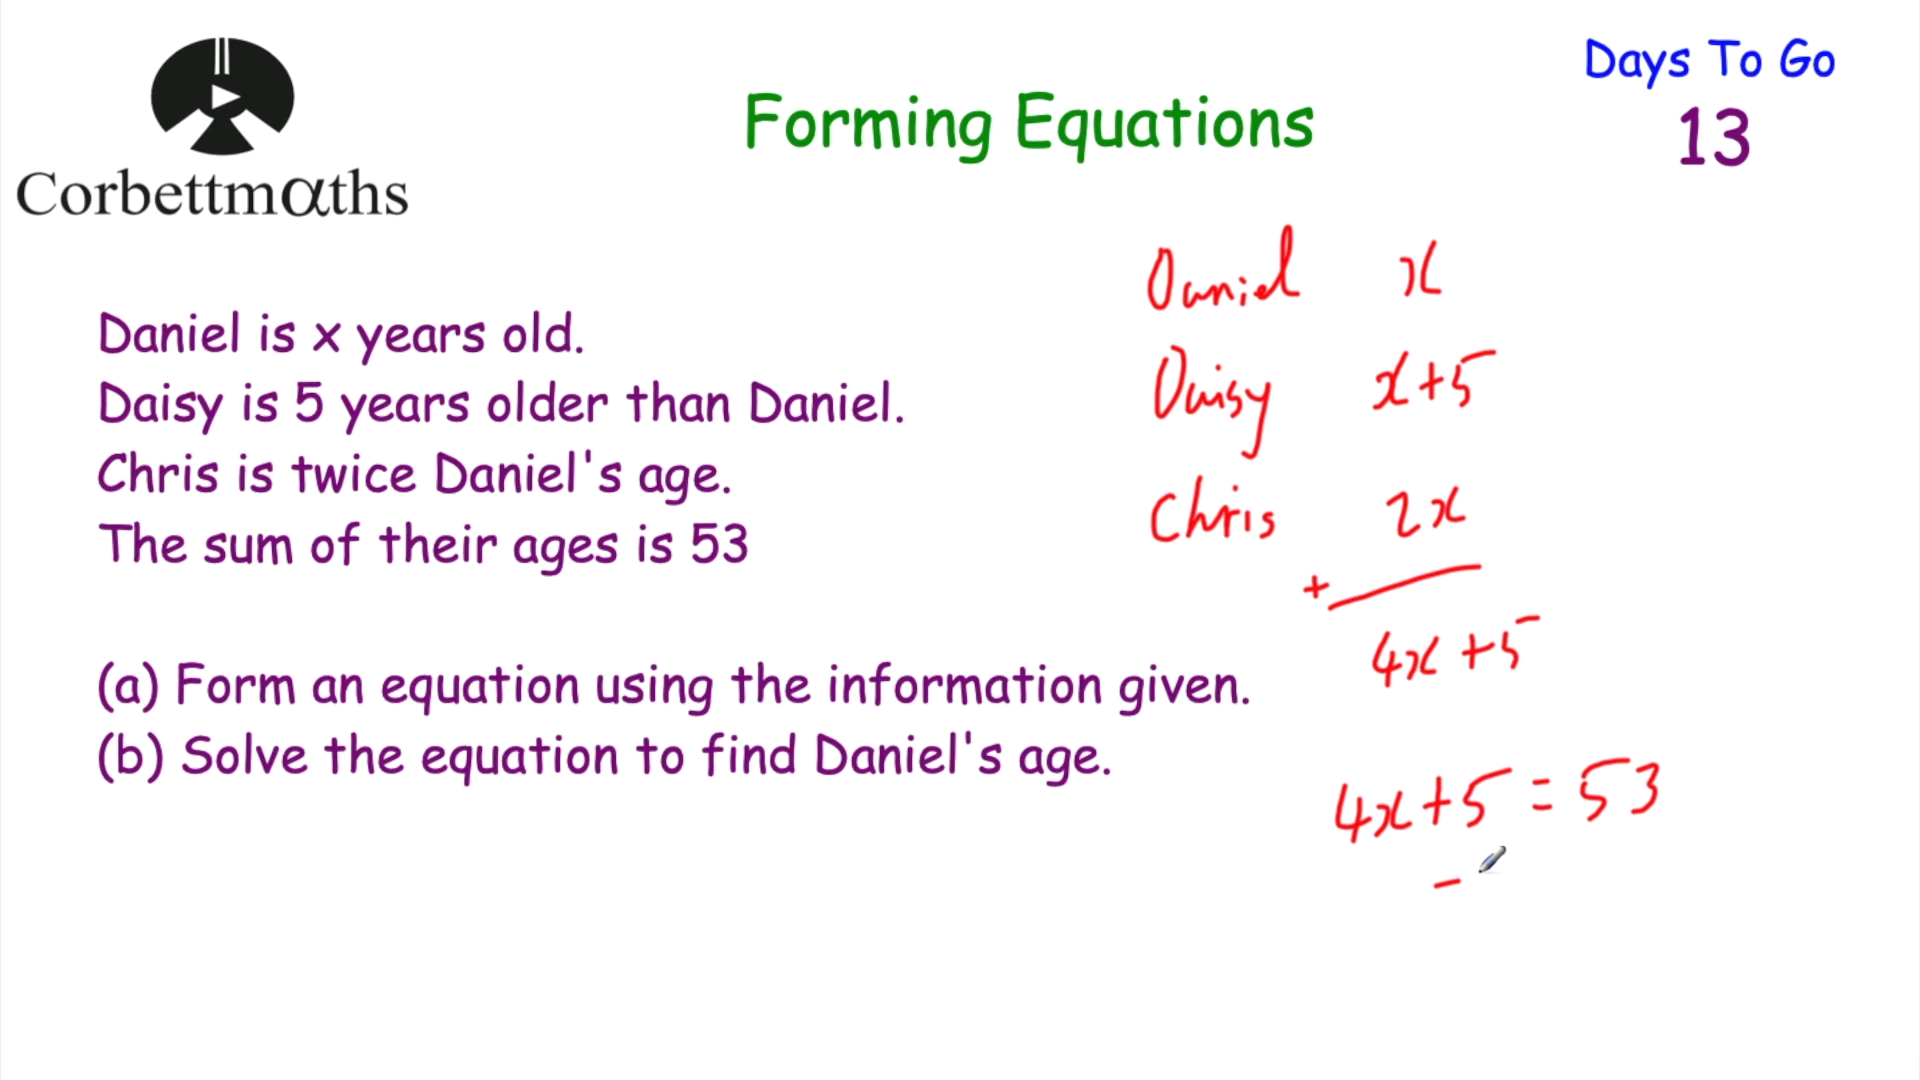 Days To Go
13
Forming Equations
Corbettmαths
Daniel is x years old.
Daisy is 5 years older than Daniel.
Chris is twice Daniel's age.
The sum of their ages is 53
(a) Form an equation using the information given.
(b) Solve the equation to find Daniel's age.
Daniel x
Daisy x+5
Chris 2x
+
4x+5
4x+5=53
-